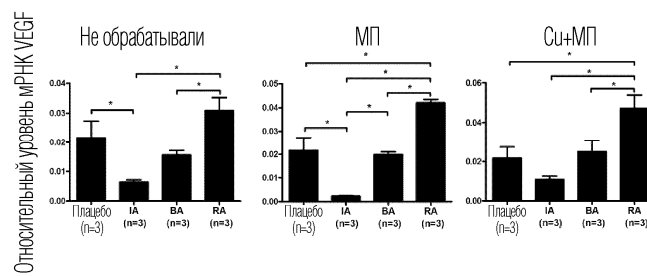 Относительный уровень мРНК VEGF
Не обрабатывали
0.04
0.03
0.02
0.01
0.00
* * *
Плацебо IA BA RA
(n=3) (n=3) (n=3) (n=3)
МП
0.05
0.04
0.03
0.02
0.01
0.00
* * * * *
Плацебо IA BA RA
(n=3) (n=3) (n=3) (n=3)
Cu+МП
0.06
0.04
0.02
0.00
* * *
Плацебо IA BA RA
(n=3) (n=3) (n=3) (n=3)